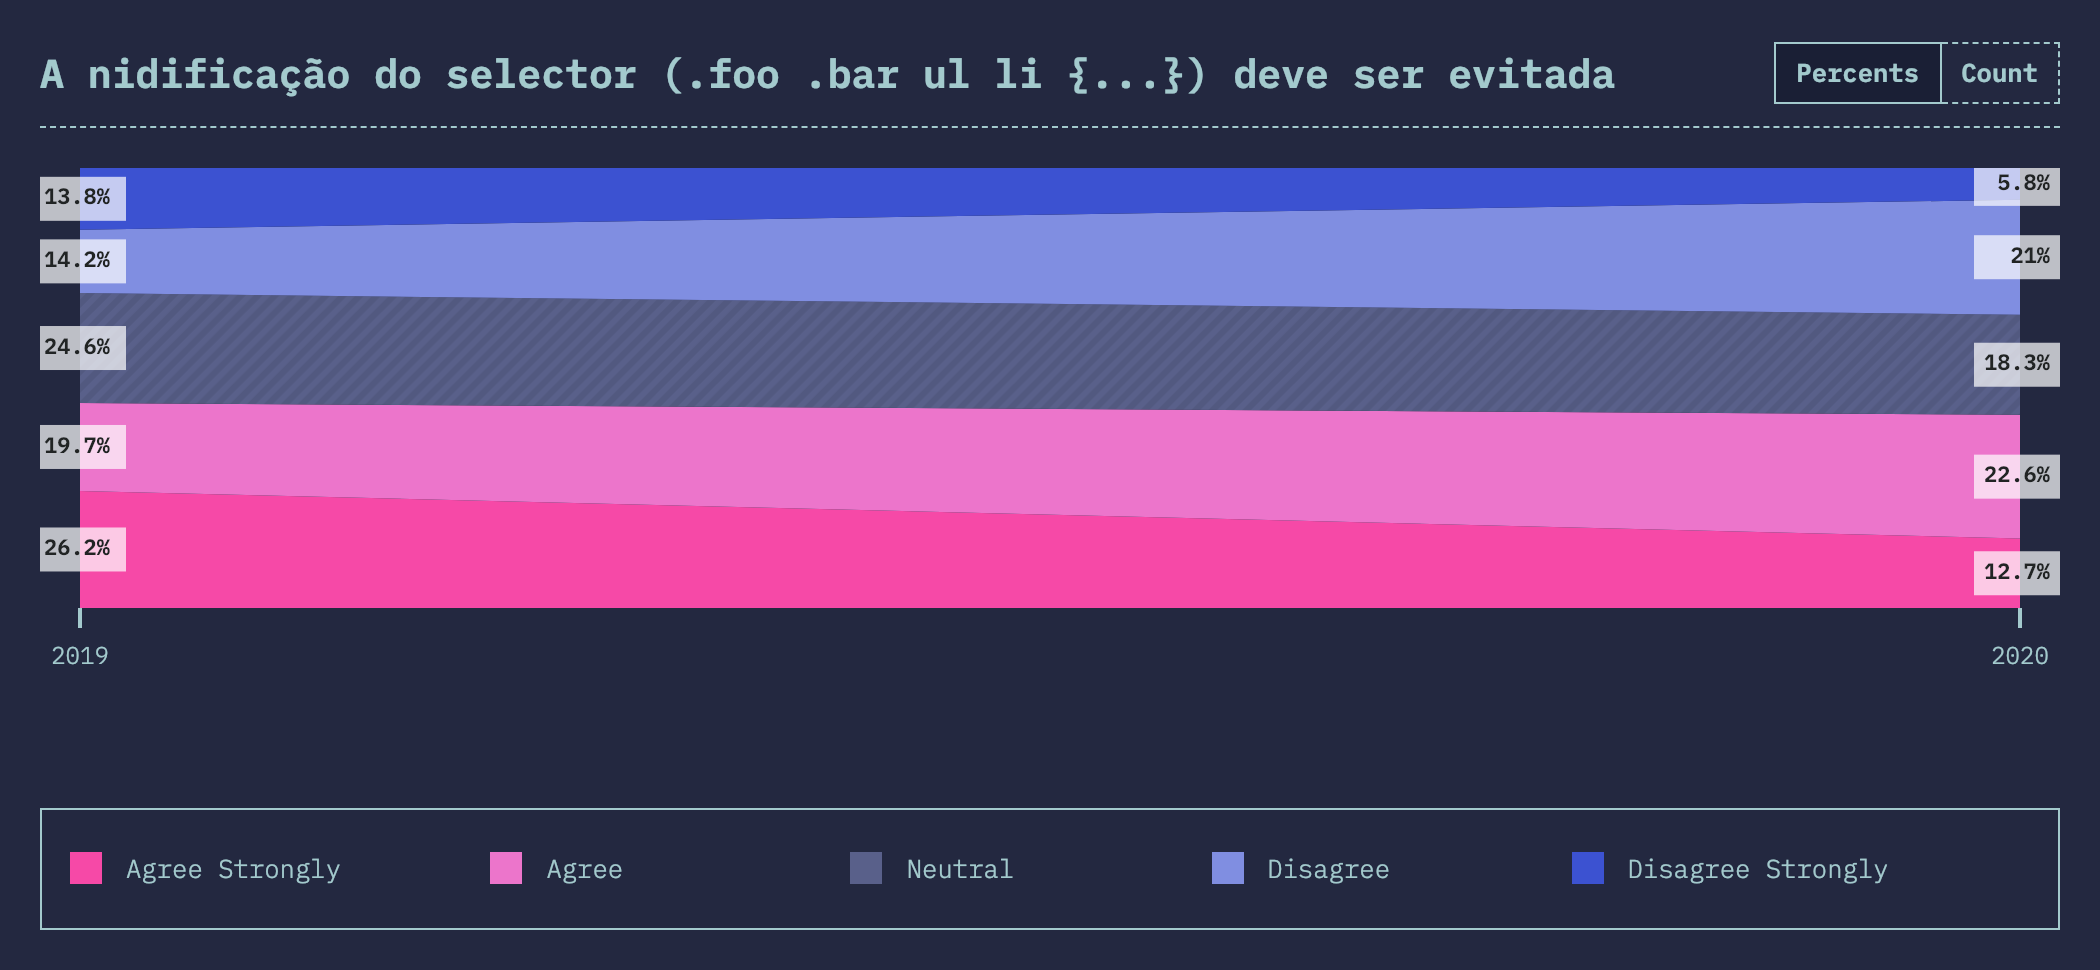 A nidificação do selector (.foo .bar ul li {...}) deve ser evitada
Percents Count
13.8% 5.8%
14.2% 21%
24.6% 18.3%
19.7% 22.6%
26.2% 12.7%
2019 2020
Agree Strongly Agree Neutral Disagree Disagree Strongly